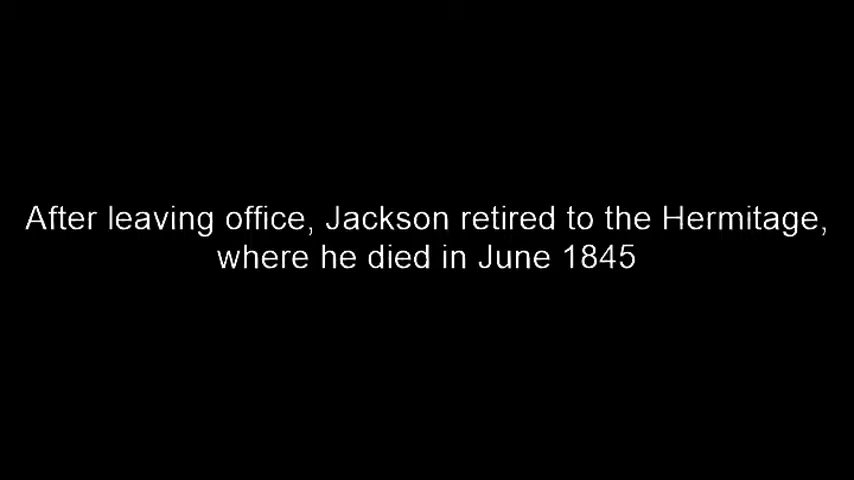 After leaving office, Jackson retired to the Hermitage,
where he died in June 1845